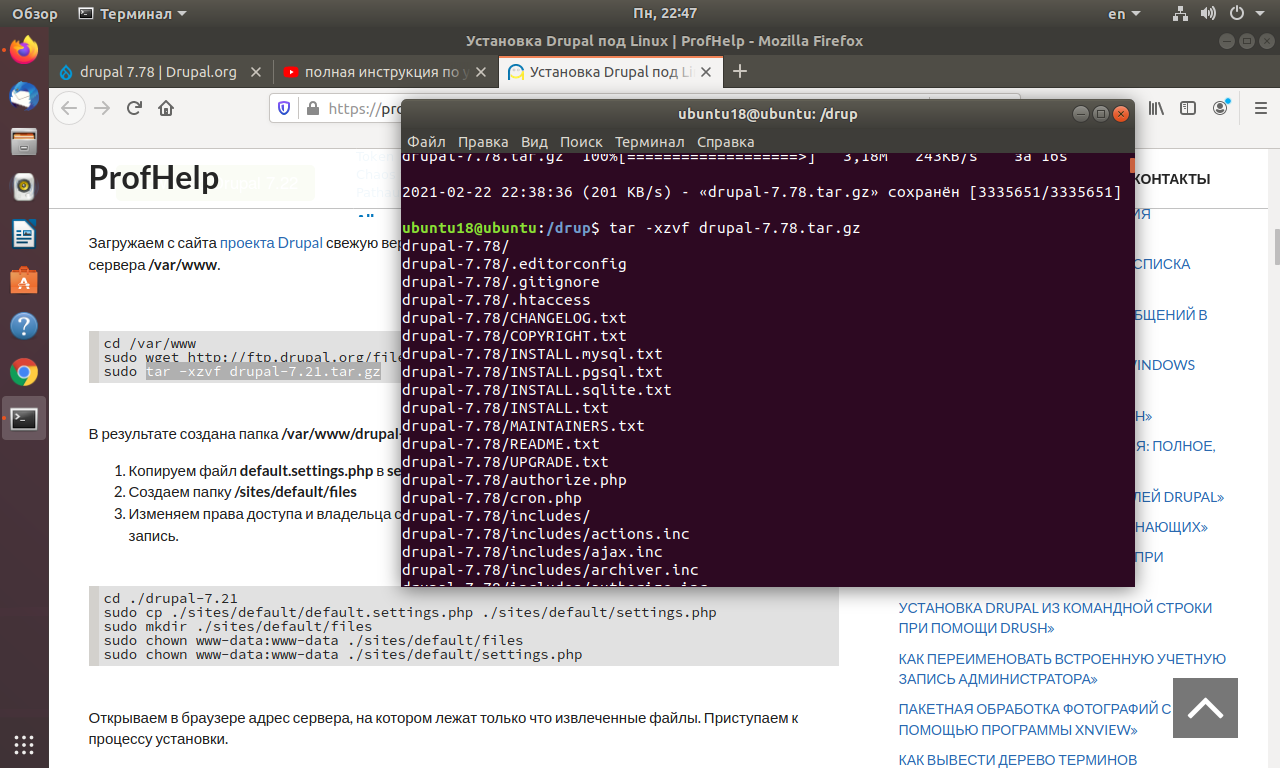 Обзор
Терминал
Пн, 22:47
en
Установка Drupal под Linux | ProfHelp - Mozilla Firefox
drupal 7.78 | Drupal.org
полная инструкция по у
Установка Drupal под Li
https://pro
ubuntu18@ubuntu: /drup
Файл Правка Вид Поиск Терминал Справка
drupal-7.78.tar.gz 100%[===================>] 3,18M 243KB/s за 16s
2021-02-22 22:38:36 (201 KB/s) - «drupal-7.78.tar.gz» сохранён [3335651/3335651]
ubuntu18@ubuntu:/drup$ tar -xzvf drupal-7.78.tar.gz
drupal-7.78/
drupal-7.78/.editorconfig
drupal-7.78/.gitignore
drupal-7.78/.htaccess
drupal-7.78/CHANGELOG.txt
drupal-7.78/COPYRIGHT.txt
drupal-7.78/INSTALL.mysql.txt
drupal-7.78/INSTALL.pgsql.txt
drupal-7.78/INSTALL.sqlite.txt
drupal-7.78/INSTALL.txt
drupal-7.78/MAINTAINERS.txt
drupal-7.78/README.txt
drupal-7.78/UPGRADE.txt
drupal-7.78/authorize.php
drupal-7.78/cron.php
drupal-7.78/includes/
drupal-7.78/includes/actions.inc
drupal-7.78/includes/ajax.inc
drupal-7.78/includes/archiver.inc
drupal-7.78/includes/authorize.inc
ProfHelp
Загружаем с сайта проекта Drupal свежую вер
сервера /var/www.
cd /var/www
sudo wget http://ftp.drupal.org/file
sudo tar -xzvf drupal-7.21.tar.gz
В результате создана папка /var/www/drupal-
1. Копируем файл default.settings.php в se
2. Создаем папку /sites/default/files
3. Изменяем права доступа и владельца с
запись.
cd ./drupal-7.21
sudo cp ./sites/default/default.settings.php ./sites/default/settings.php
sudo mkdir ./sites/default/files
sudo chown www-data:www-data ./sites/default/files
sudo chown www-data:www-data ./sites/default/settings.php
Открываем в браузере адрес сервера, на котором лежат только что извлеченные файлы. Приступаем к
процессу установки.
КОНТАКТЫ
ИЯ
СПИСКА
БЩЕНИЙ В
WINDOWS
Н»
Я: ПОЛНОЕ,
ЛЕЙ DRUPAL»
НАЮЩИХ»
ПРИ
УСТАНОВКА DRUPAL ИЗ КОМАНДНОЙ СТРОКИ
ПРИ ПОМОЩИ DRUSH»
КАК ПЕРЕИМЕНОВАТЬ ВСТРОЕННУЮ УЧЕТНУЮ
ЗАПИСЬ АДМИНИСТРАТОРА»
ПАКЕТНАЯ ОБРАБОТКА ФОТОГРАФИЙ С
ПОМОЩЬЮ ПРОГРАММЫ XNVIEW»
КАК ВЫВЕСТИ ДЕРЕВО ТЕРМИНОВ